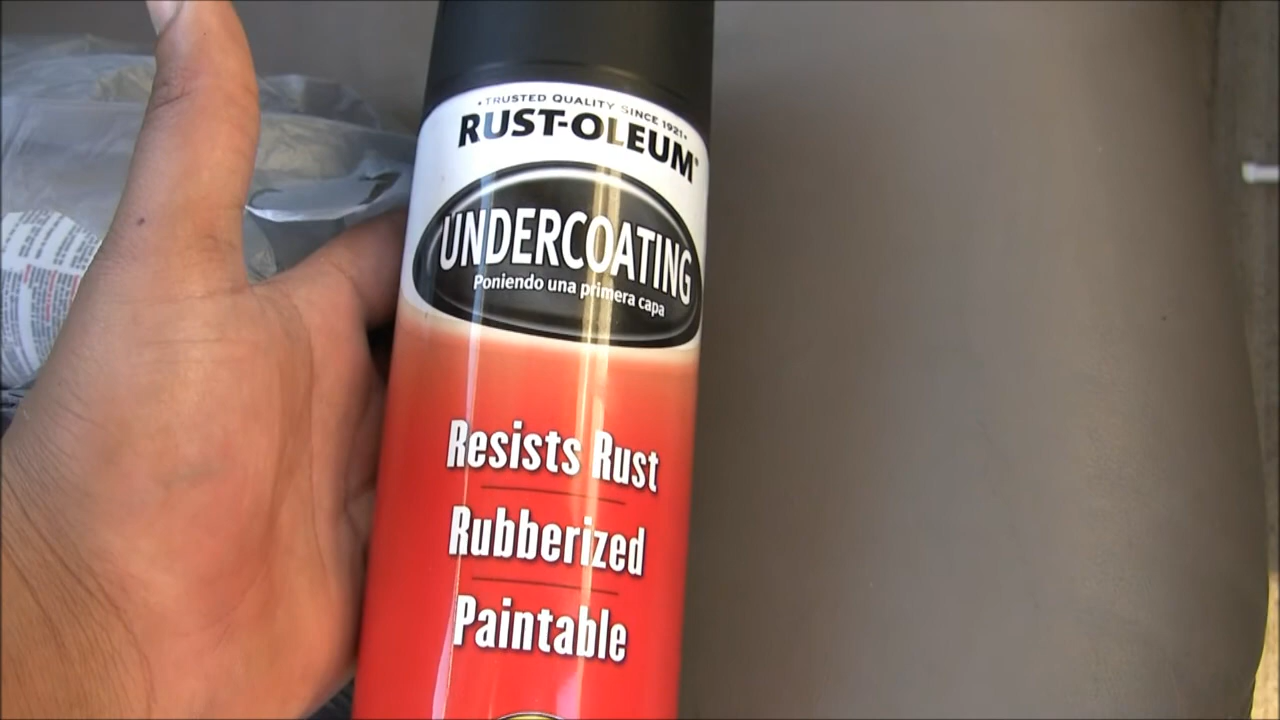 •TRUSTED QUALITY SINCE 1921•
RUST-OLEUM®
UNDERCOATING
Poniendo una primera capa
Resists Rust
Rubberized
Paintable